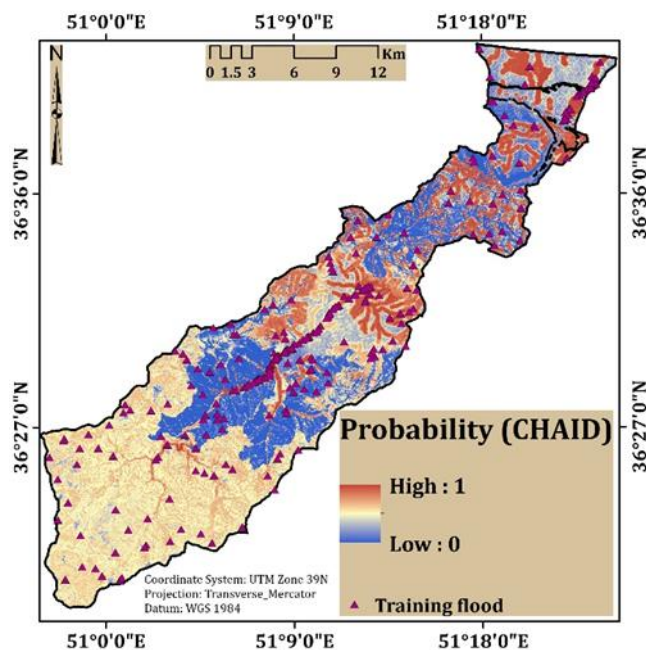 51°0'0"E 51°9'0"E 51°18'0"E
N
Km
0 1.5 3 6 9 12
36°36'0"N 36°36'0"N
36°27'0"N 36°27'0"N
Probability (CHAID)
High : 1
Low : 0
Training flood
Coordinate System: UTM Zone 39N
Projection: Transverse_Mercator
Datum: WGS 1984
51°0'0"E 51°9'0"E 51°18'0"E